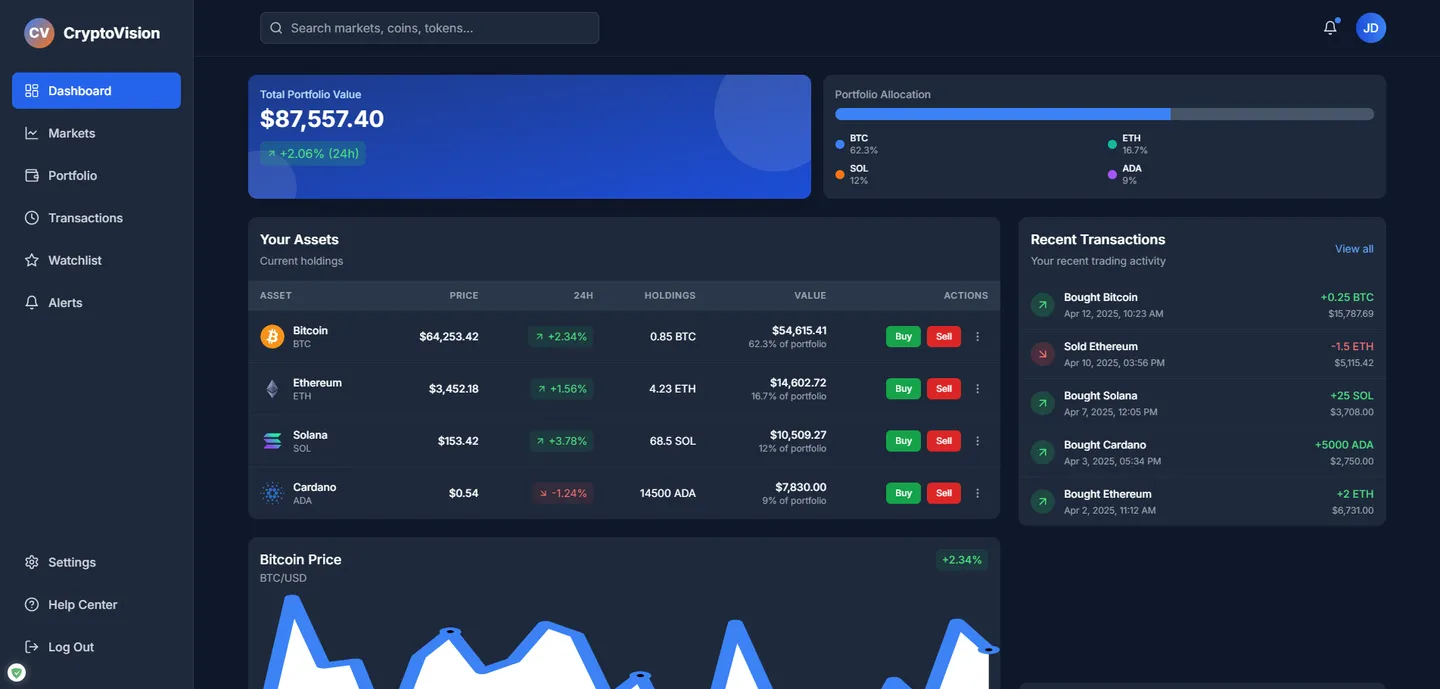 CV CryptoVision
Search markets, coins, tokens...
JD
Dashboard
Markets
Portfolio
Transactions
Watchlist
Alerts
Settings
Help Center
Log Out
Total Portfolio Value
$87,557.40
+2.06% (24h)
Portfolio Allocation
BTC
62.3%
ETH
16.7%
SOL
12%
ADA
9%
Your Assets
Current holdings
ASSET PRICE 24H HOLDINGS VALUE ACTIONS
Bitcoin
BTC
$64,253.42
+2.34%
0.85 BTC
$54,615.41
62.3% of portfolio
Buy Sell
Ethereum
ETH
$3,452.18
+1.56%
4.23 ETH
$14,602.72
16.7% of portfolio
Buy Sell
Solana
SOL
$153.42
+3.78%
68.5 SOL
$10,509.27
12% of portfolio
Buy Sell
Cardano
ADA
$0.54
-1.24%
14500 ADA
$7,830.00
9% of portfolio
Buy Sell
Recent Transactions
Your recent trading activity
View all
Bought Bitcoin +0.25 BTC
Apr 12, 2025, 10:23 AM $15,787.69
Sold Ethereum -1.5 ETH
Apr 10, 2025, 03:56 PM $5,115.42
Bought Solana +25 SOL
Apr 7, 2025, 12:05 PM $3,708.00
Bought Cardano +5000 ADA
Apr 3, 2025, 05:34 PM $2,750.00
Bought Ethereum +2 ETH
Apr 2, 2025, 11:12 AM $6,731.00
Bitcoin Price +2.34%
BTC/USD